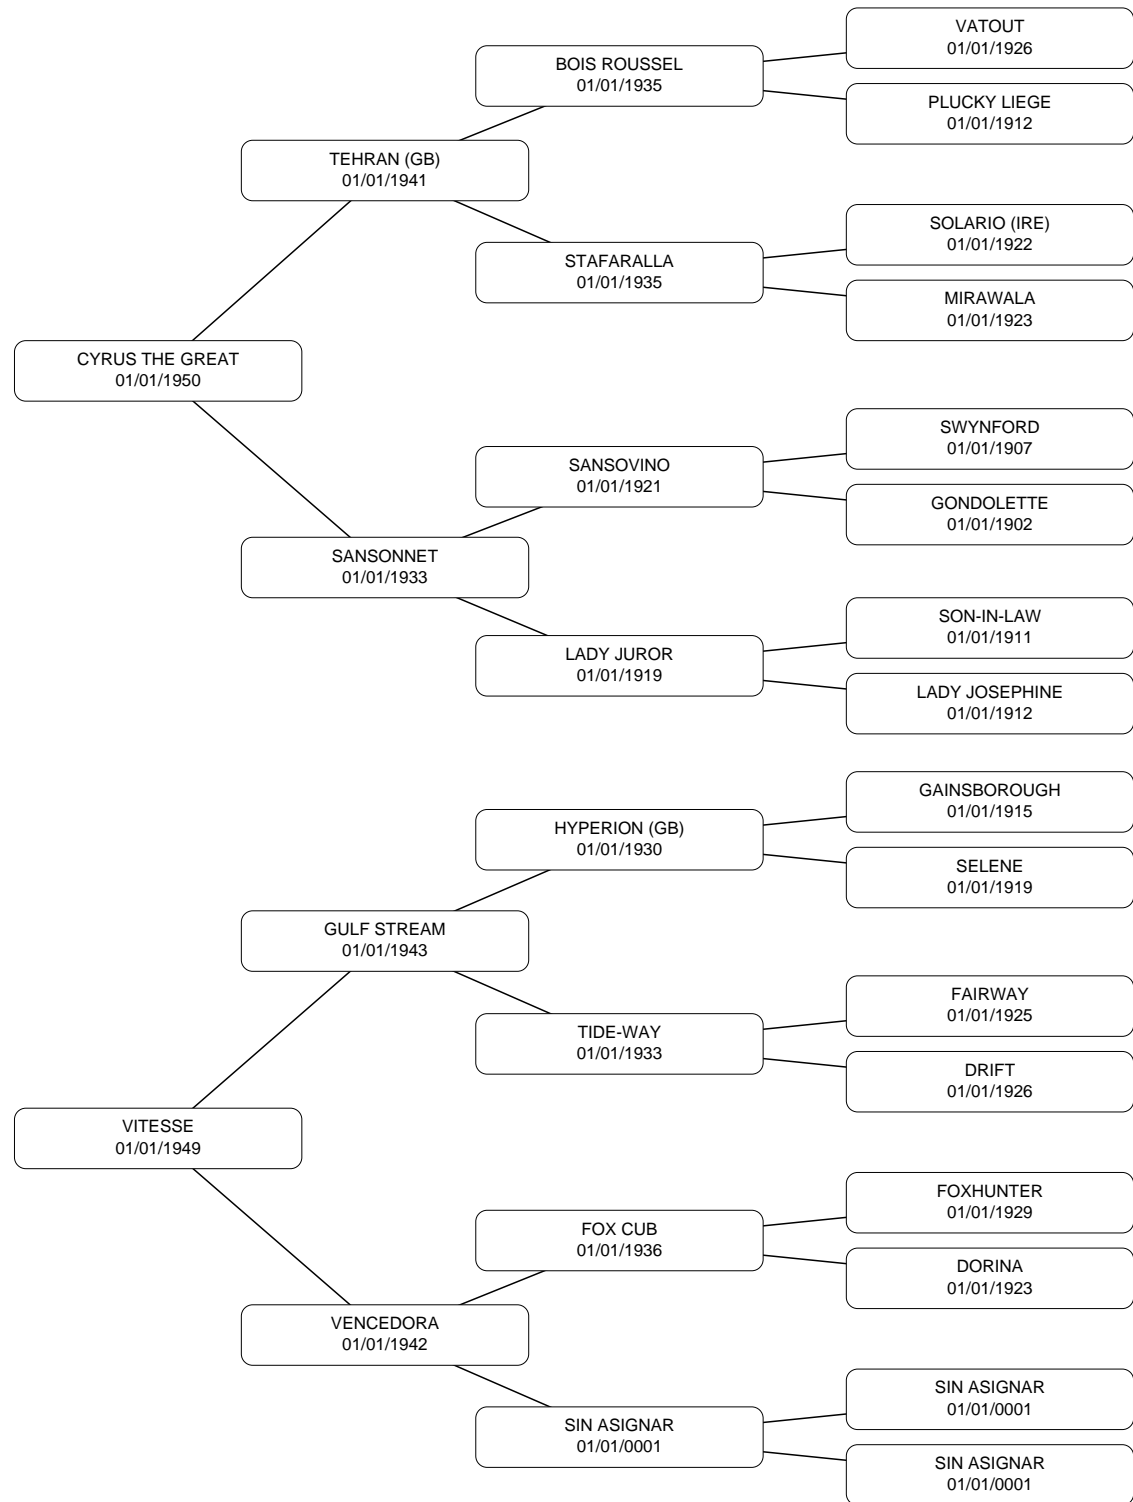 VATOUT
01/01/1926
BOIS ROUSSEL
01/01/1935
PLUCKY LIEGE
01/01/1912
TEHRAN (GB)
01/01/1941
SOLARIO (IRE)
01/01/1922
STAFARALLA
01/01/1935
MIRAWALA
01/01/1923
CYRUS THE GREAT
01/01/1950
SWYNFORD
01/01/1907
SANSOVINO
01/01/1921
GONDOLETTE
01/01/1902
SANSONNET
01/01/1933
SON-IN-LAW
01/01/1911
LADY JUROR
01/01/1919
LADY JOSEPHINE
01/01/1912
GAINSBOROUGH
01/01/1915
HYPERION (GB)
01/01/1930
SELENE
01/01/1919
GULF STREAM
01/01/1943
FAIRWAY
01/01/1925
TIDE-WAY
01/01/1933
DRIFT
01/01/1926
VITESSE
01/01/1949
FOXHUNTER
01/01/1929
FOX CUB
01/01/1936
DORINA
01/01/1923
VENCEDORA
01/01/1942
SIN ASIGNAR
01/01/0001
SIN ASIGNAR
01/01/0001
SIN ASIGNAR
01/01/0001